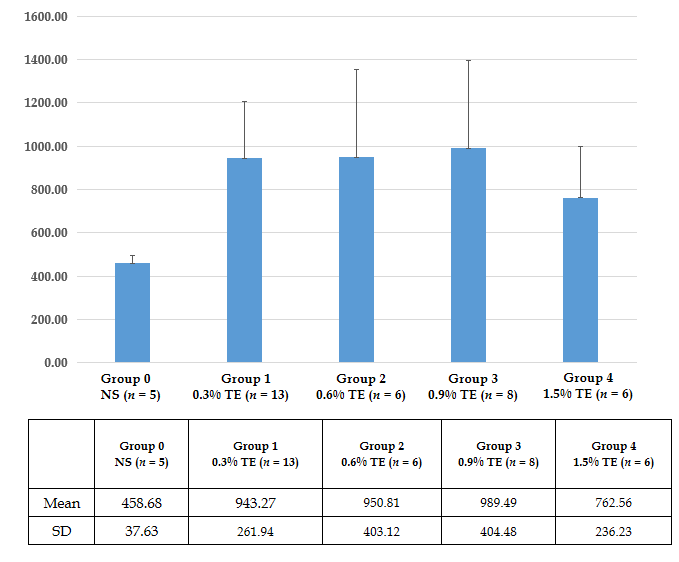 1600.00
1400.00
1200.00
1000.00
800.00
600.00
400.00
200.00
0.00
Group 0 Group 1 Group 2 Group 3 Group 4
NS (n = 5) 0.3% TE (n = 13) 0.6% TE (n = 6) 0.9% TE (n = 8) 1.5% TE (n = 6)
Group 0 Group 1 Group 2 Group 3 Group 4
NS (n = 5) 0.3% TE (n = 13) 0.6% TE (n = 6) 0.9% TE (n = 8) 1.5% TE (n = 6)
Mean 458.68 943.27 950.81 989.49 762.56
SD 37.63 261.94 403.12 404.48 236.23